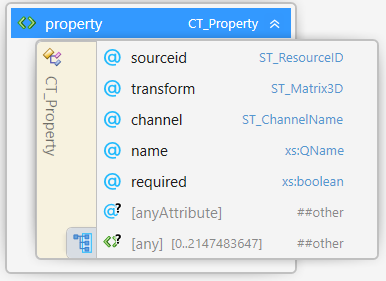 property CT_Property
CT_Property
@ sourceid ST_ResourceID
@ transform ST_Matrix3D
@ channel ST_ChannelName
@ name xs:QName
@ required xs:boolean
@? [anyAttribute] ##other
<>? [any] [0..2147483647] ##other